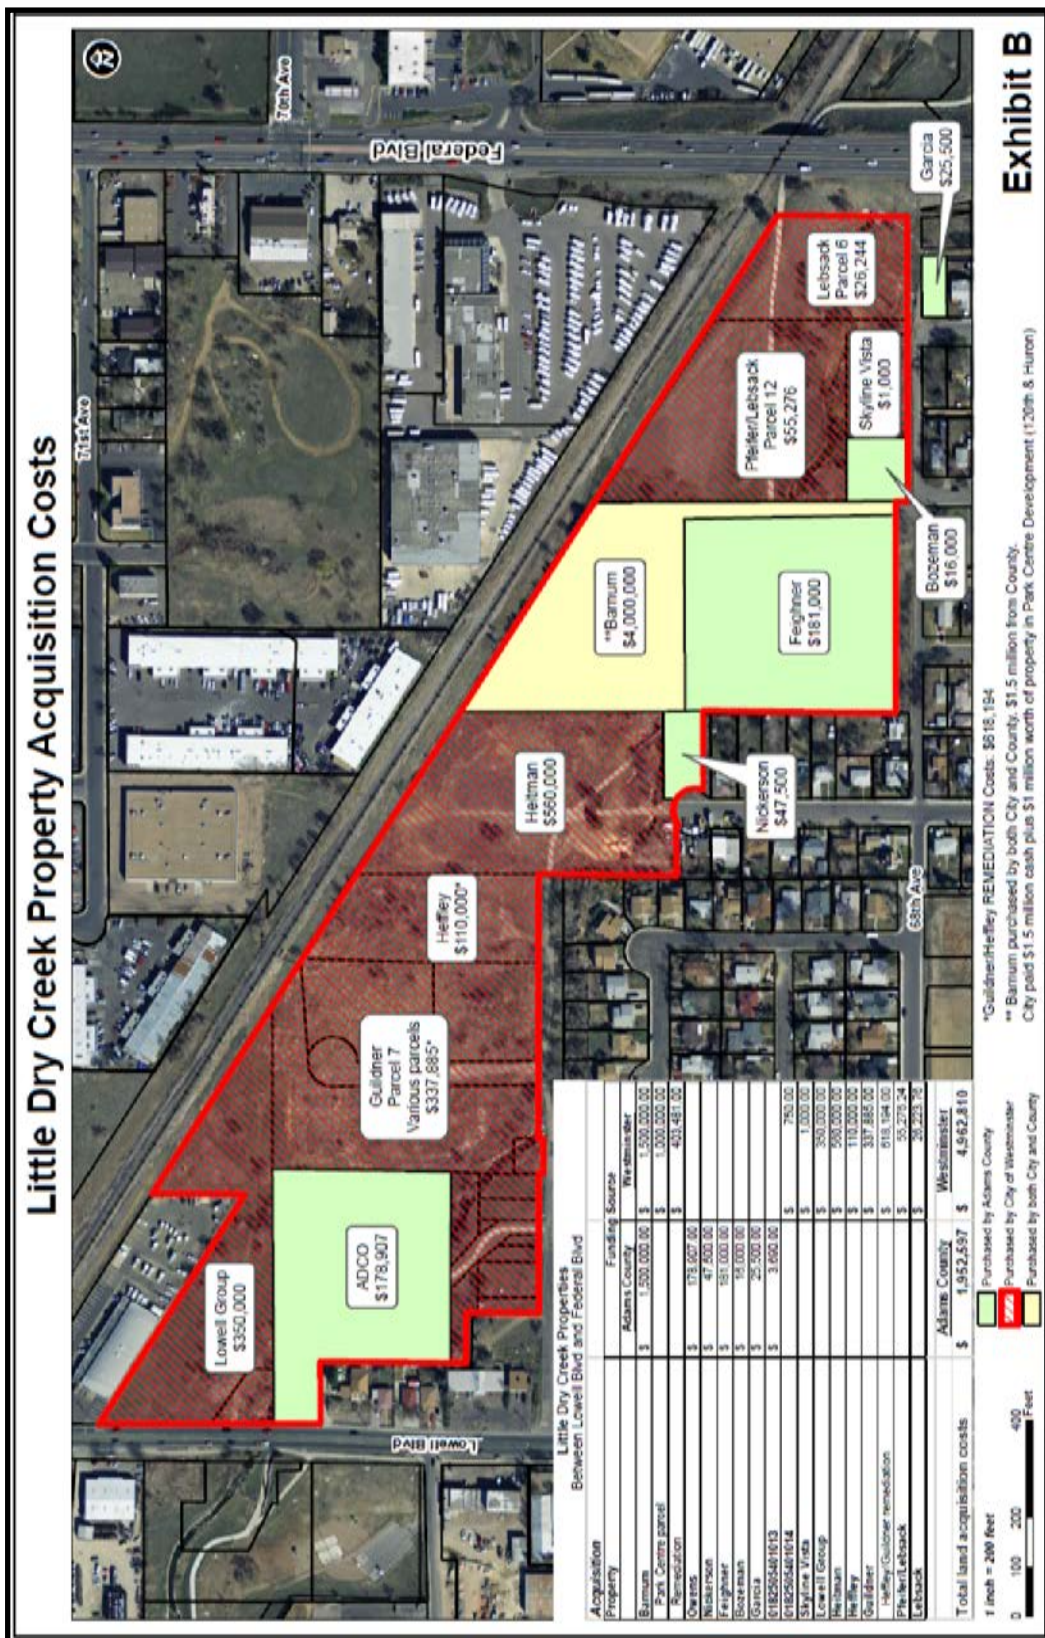 Little Dry Creek Property Acquisition Costs
N
71st Ave
70th Ave
Federal Blvd
Lowell Blvd
68th Ave
Lowell Group
$350,000
ADCO
$178,907
Guildner
Parcel 7
Various parcels
$337,885*
Heffley
$110,000*
Heitman
$560,000
Nickerson
$47,500
**Barnum
$4,000,000
Feighner
$181,000
Bozeman
$16,000
Pfeifer/Lebsack
Parcel 12
$55,276
Skyline Vista
$1,000
Lebsack
Parcel 6
$26,244
Garcia
$25,500
Little Dry Creek Properties
Between Lowell Blvd and Federal Blvd
Acquisition Funding Source
Property Adams County Westminster
Barnum $ 1,500,000.00 $ 1,500,000.00
Park Centre parcel $ 1,000,000.00
Remediation $ 403,481.00
Owens $ 178,907.00
Nickerson $ 47,500.00
Feighner $ 181,000.00
Bozeman $ 16,000.00
Garcia $ 25,500.00
0182505401013 $ 3,690.00
0182505401014 $ 750.00
Skyline Vista $ 1,000.00
Lowell Group $ 350,000.00
Heitman $ 560,000.00
Heffley $ 110,000.00
Guildner $ 337,885.00
Heffley/Guildner remediation $ 618,194.00
Pfeifer/Lebsack $ 55,276.24
Lebsack $ 26,223.76
Adams County Westminster
Total land acquisition costs $ 1,952,597 $ 4,962,810
1 inch = 200 feet
0 100 200 400
Feet
Purchased by Adams County
Purchased by City of Westminster
Purchased by both City and County
*Guildner/Heffley REMEDIATION Costs: $618,194
** Barnum purchased by both City and County, $1.5 million from County.
City paid $1.5 million cash plus $1 million worth of property in Park Centre Development (120th & Huron)
Exhibit B